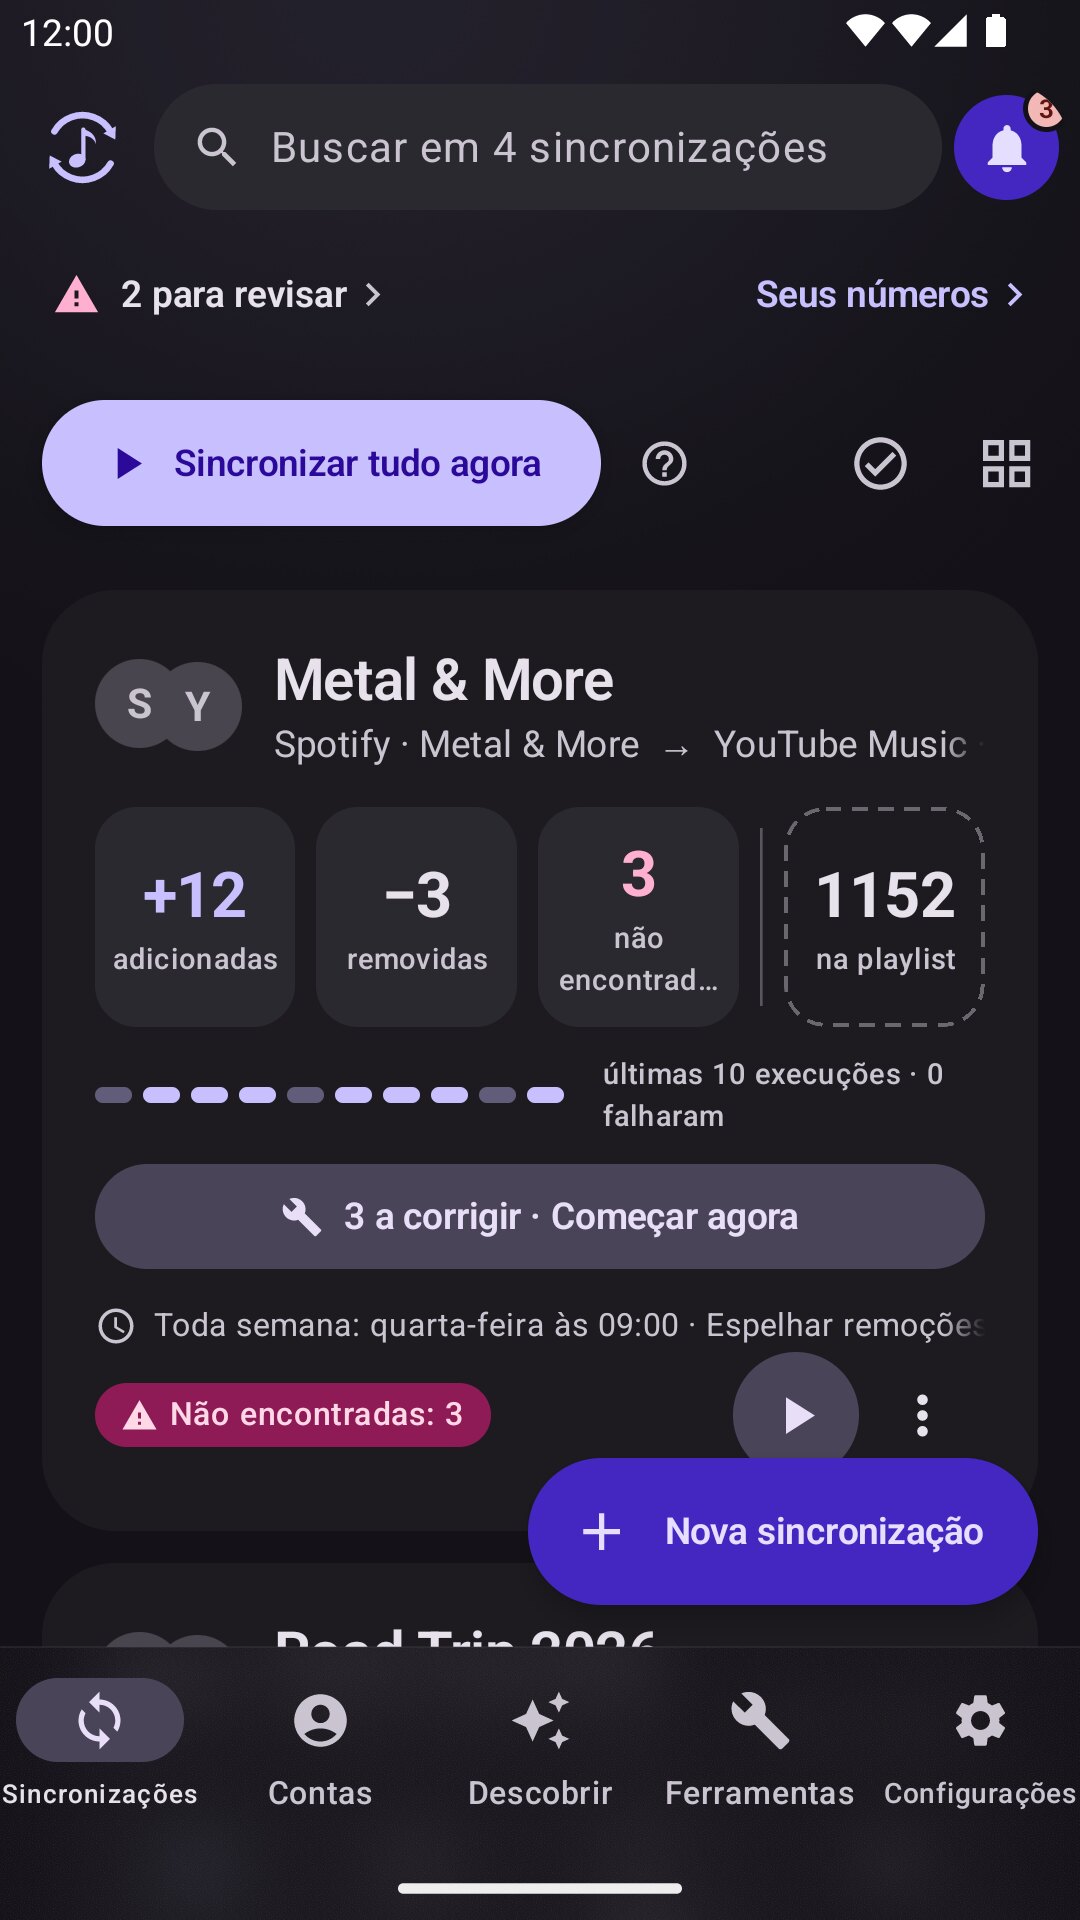 12:00
Buscar em 4 sincronizações
3
2 para revisar
Seus números
Sincronizar tudo agora
S Y
Metal & More
Spotify · Metal & More → YouTube Music
+12
adicionadas
−3
removidas
3
não
encontrad…
1152
na playlist
últimas 10 execuções · 0
falharam
3 a corrigir · Começar agora
Toda semana: quarta-feira às 09:00 · Espelhar remoções
Não encontradas: 3
Nova sincronização
Road Trip 2026
Sincronizações
Contas
Descobrir
Ferramentas
Configurações